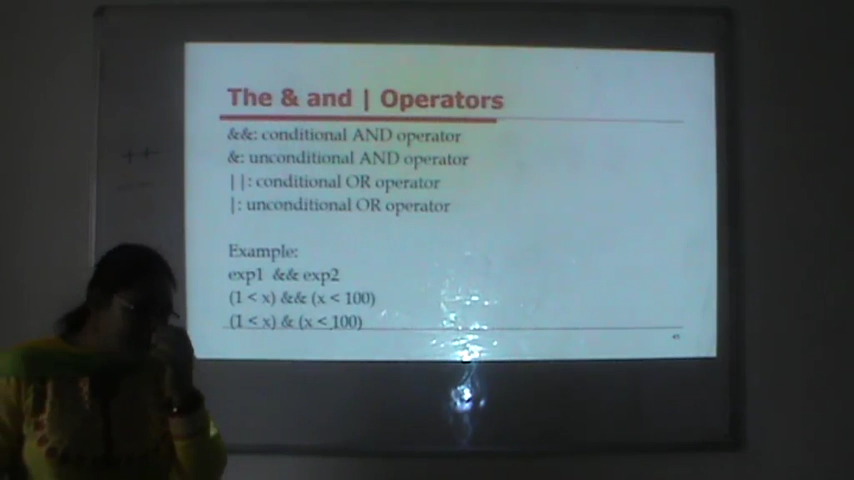 The & and | Operators
&&: conditional AND operator
&: unconditional AND operator
||: conditional OR operator
|: unconditional OR operator
Example:
exp1 && exp2
(1 < x) && (x < 100)
(1 < x) & (x < 100)
++